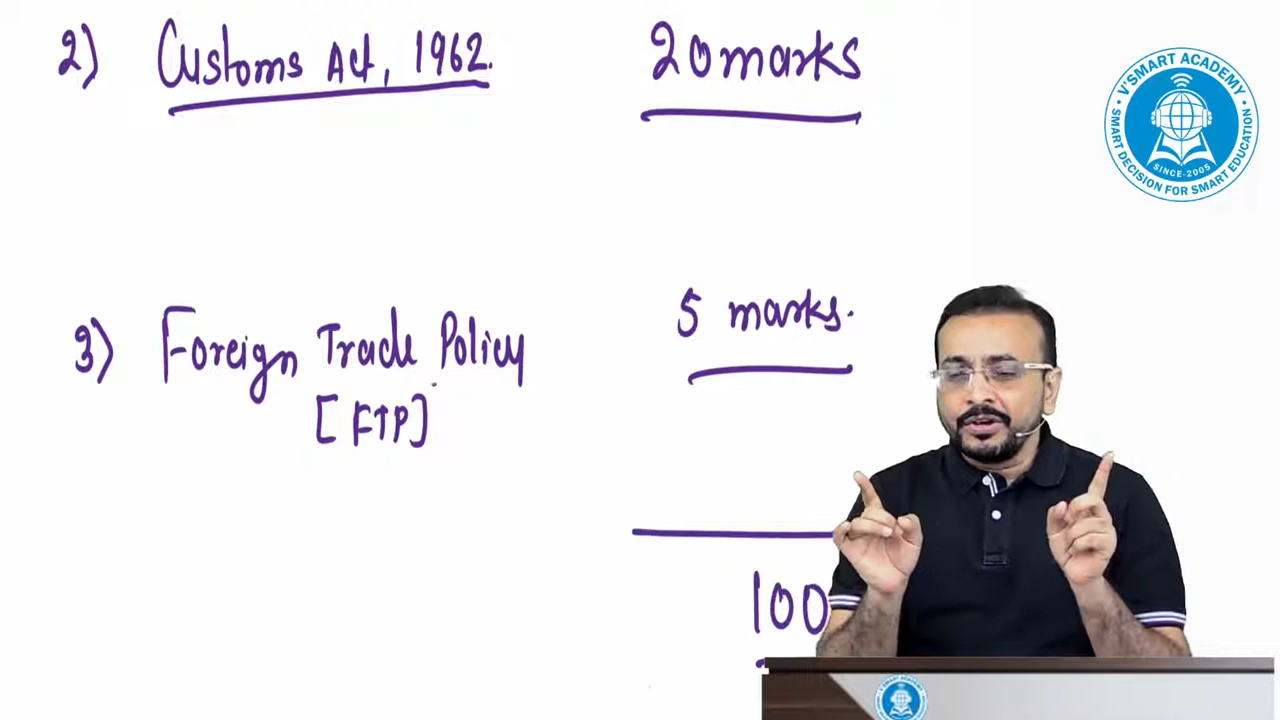 2) Customs Act, 1962. 20 marks
V'SMART ACADEMY
SMART DECISION FOR SMART EDUCATION
SINCE-2005
3) Foreign Trade Policy 5 marks.
[FTP]
100